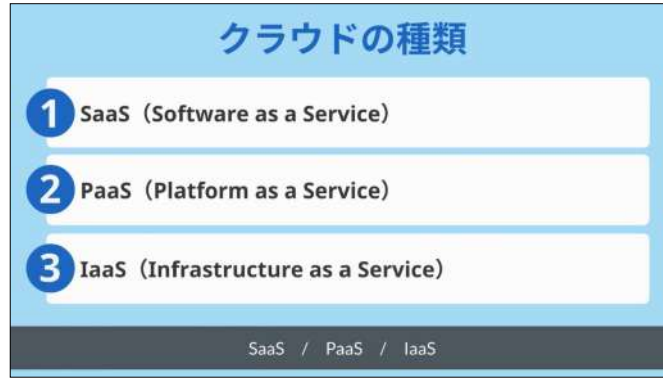 クラウドの種類
1 SaaS（Software as a Service）
2 PaaS（Platform as a Service）
3 IaaS（Infrastructure as a Service）
SaaS / PaaS / IaaS